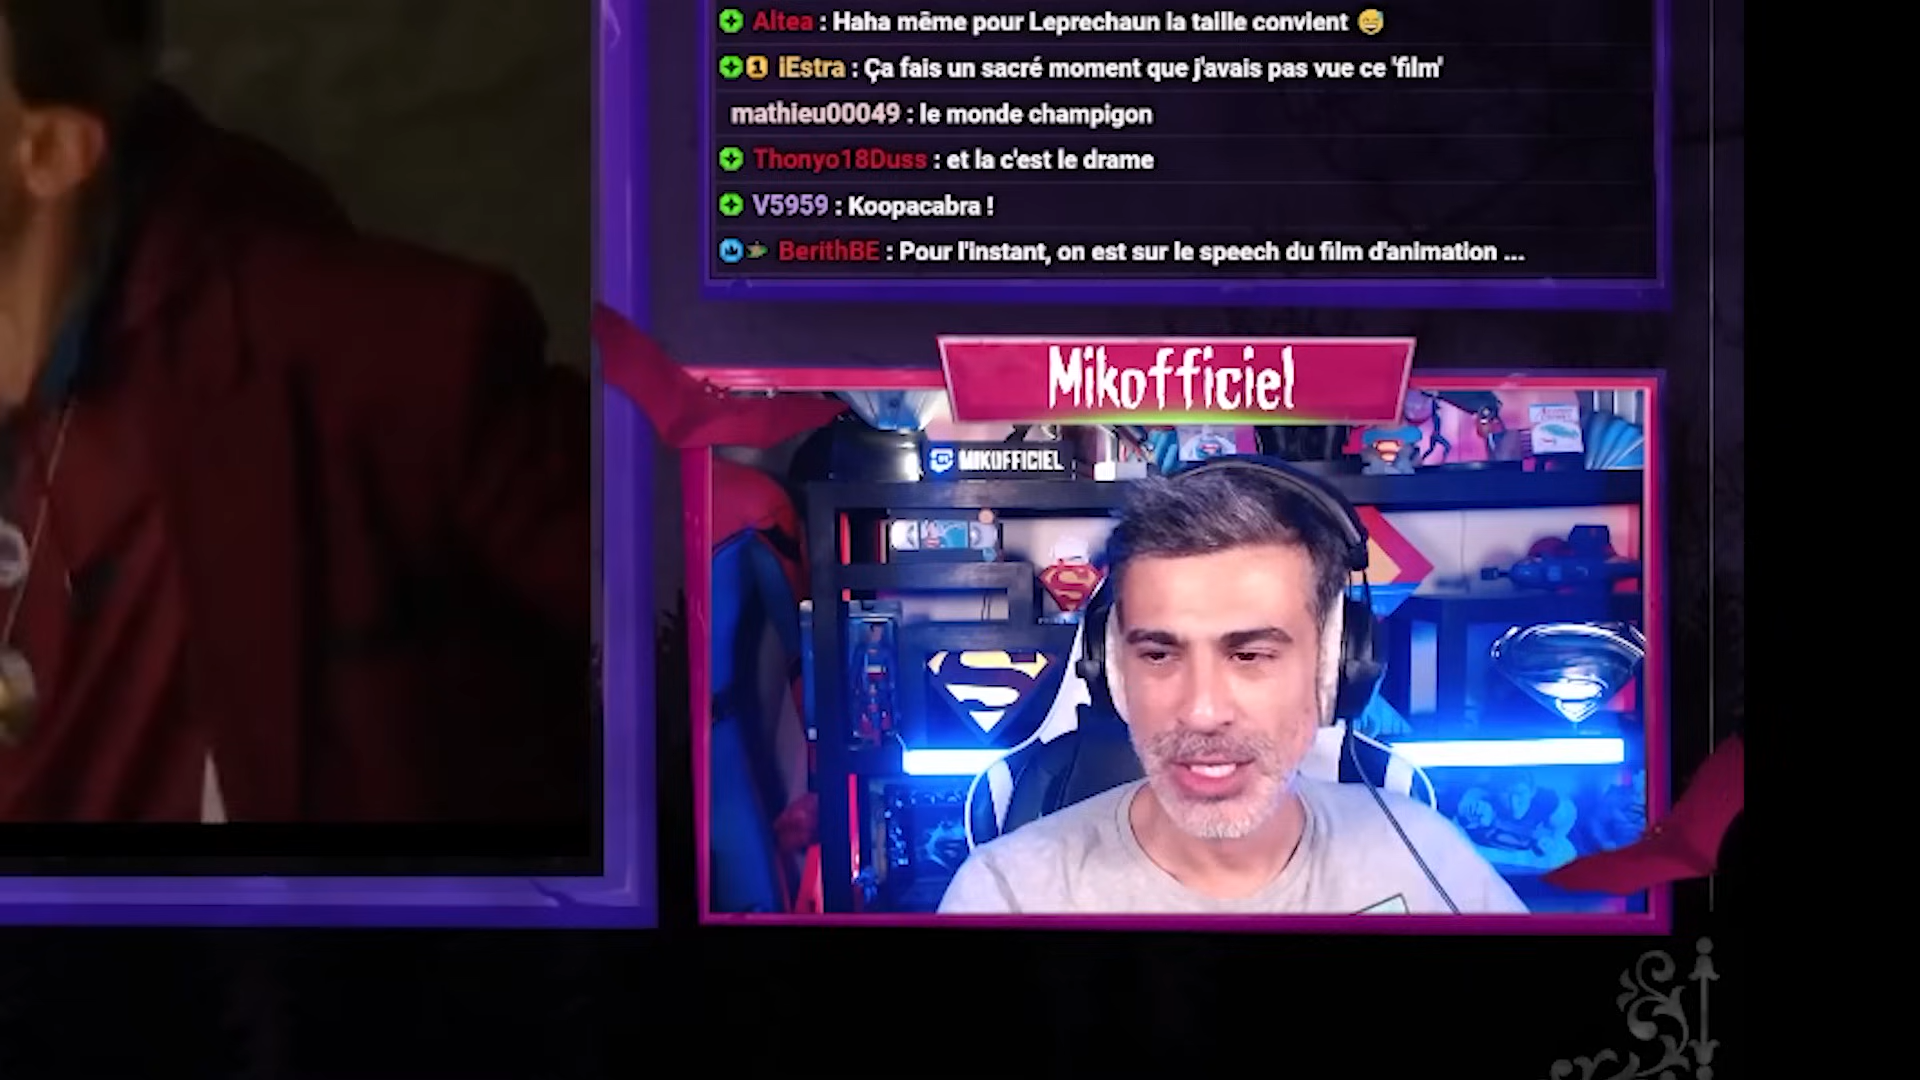 Altea : Haha même pour Leprechaun la taille convient 😅
1 iEstra : Ça fais un sacré moment que j'avais pas vue ce 'film'
mathieu00049 : le monde champigon
Thonyo18Duss : et la c'est le drame
V5959 : Koopacabra !
BerithBE : Pour l'instant, on est sur le speech du film d'animation ...
Mikofficiel
MIKOFFICIEL